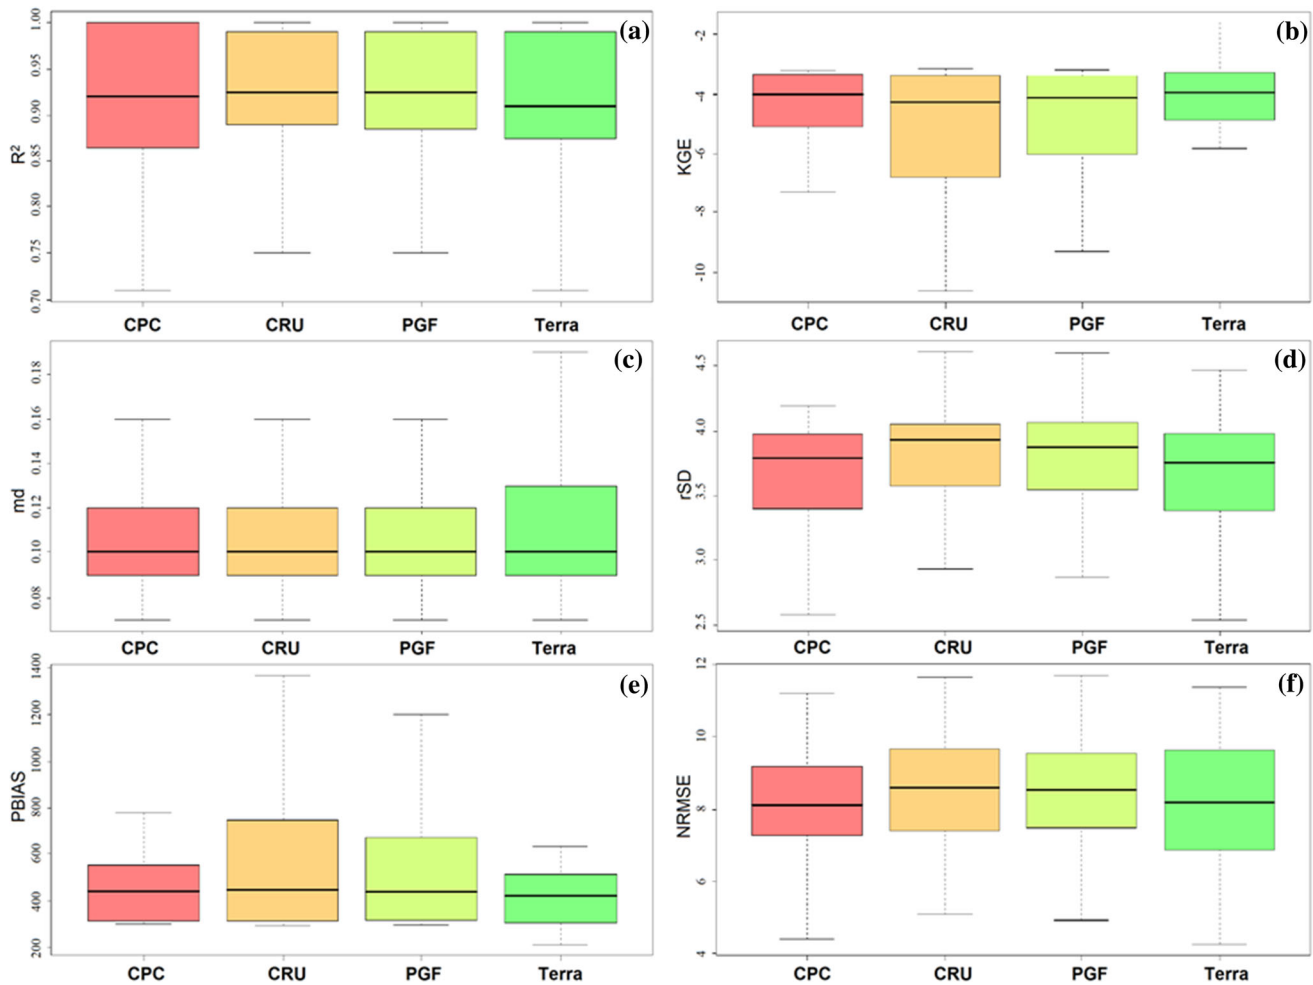 (a)
R²
1.00
0.95
0.90
0.85
0.80
0.75
0.70
CPC CRU PGF Terra
(b)
KGE
-2
-4
-6
-8
-10
CPC CRU PGF Terra
(c)
md
0.18
0.16
0.14
0.12
0.10
0.08
CPC CRU PGF Terra
(d)
rSD
4.5
4.0
3.5
3.0
2.5
CPC CRU PGF Terra
(e)
PBIAS
1400
1200
1000
800
600
400
200
CPC CRU PGF Terra
(f)
NRMSE
12
10
8
6
4
CPC CRU PGF Terra